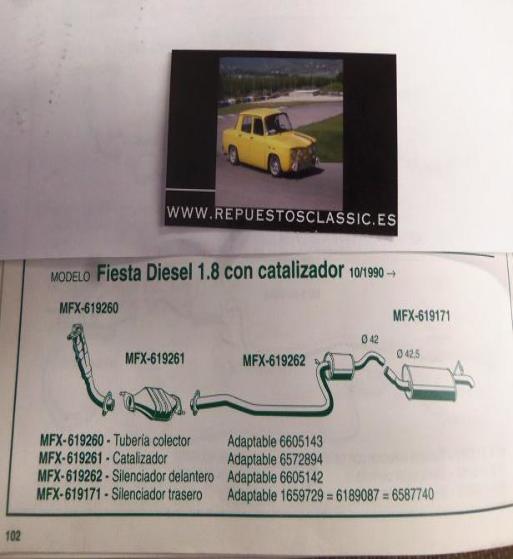 WWW.REPUESTOSCLASSIC.ES
MODELO Fiesta Diesel 1.8 con catalizador 10/1990 →
MFX-619260
MFX-619171
MFX-619261
MFX-619262
Ø 42
Ø 42,5
MFX-619260 - Tubería colector Adaptable 6605143
MFX-619261 - Catalizador Adaptable 6572894
MFX-619262 - Silenciador delantero Adaptable 6605142
MFX-619171 - Silenciador trasero Adaptable 1659729 = 6189087 = 6587740
102